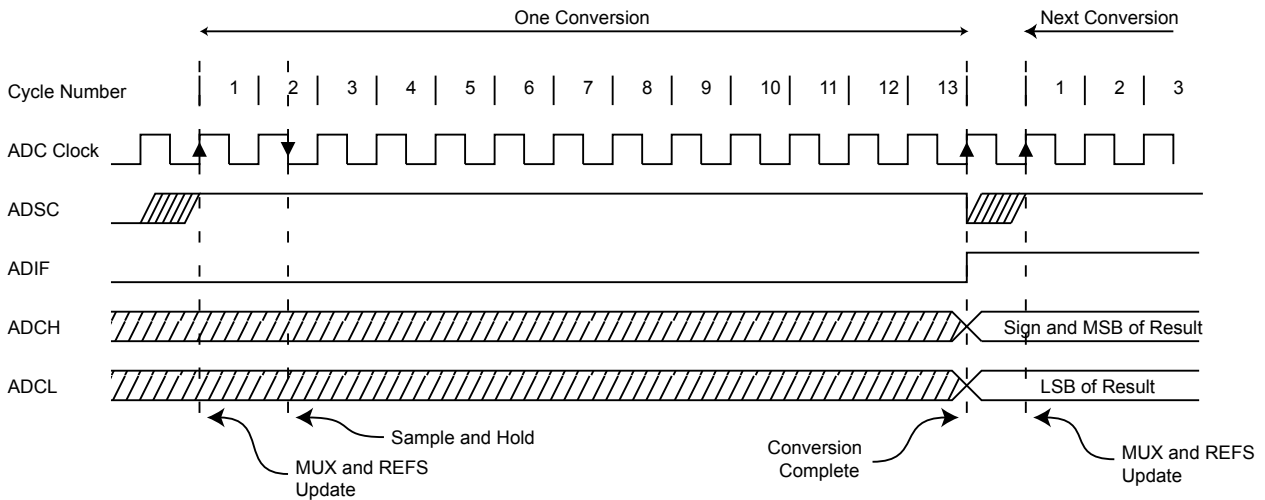 One Conversion
Next Conversion
Cycle Number
1 2 3 4 5 6 7 8 9 10 11 12 13 1 2 3
ADC Clock
ADSC
ADIF
ADCH
Sign and MSB of Result
ADCL
LSB of Result
Sample and Hold
MUX and REFS
Update
Conversion
Complete
MUX and REFS
Update